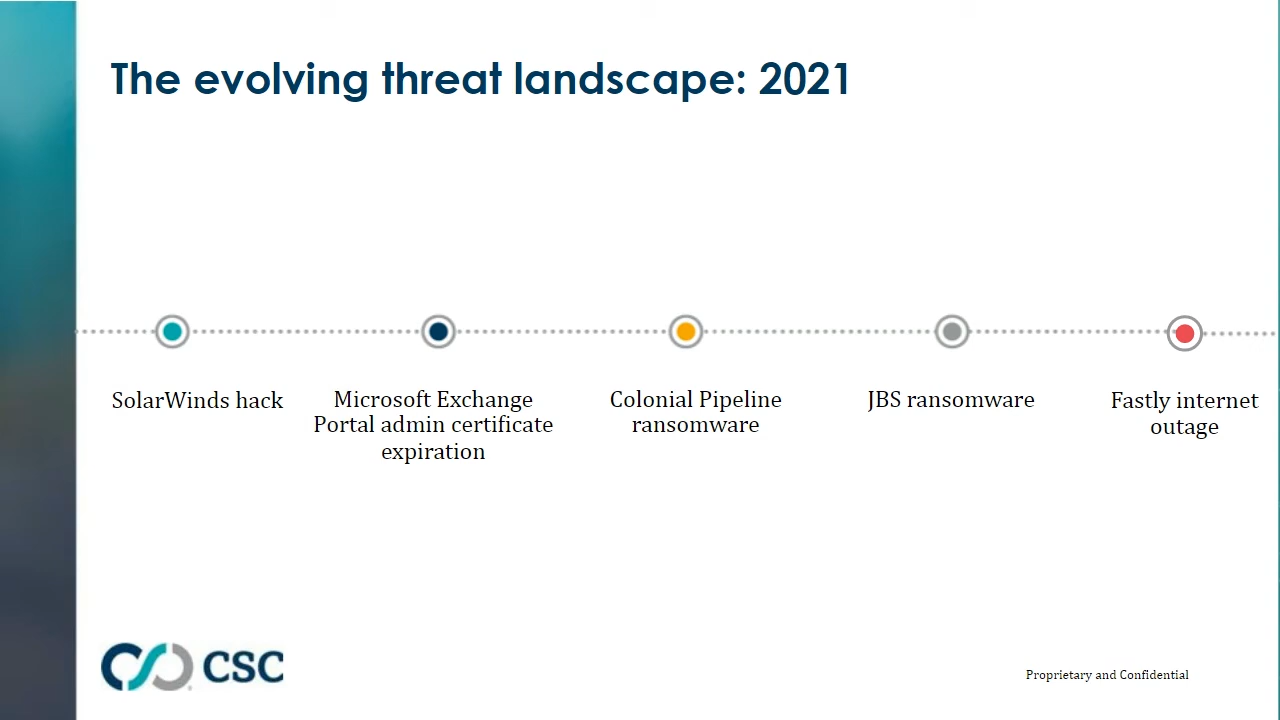 The evolving threat landscape: 2021
SolarWinds hack
Microsoft Exchange
Portal admin certificate
expiration
Colonial Pipeline
ransomware
JBS ransomware
Fastly internet
outage
CSC
Proprietary and Confidential